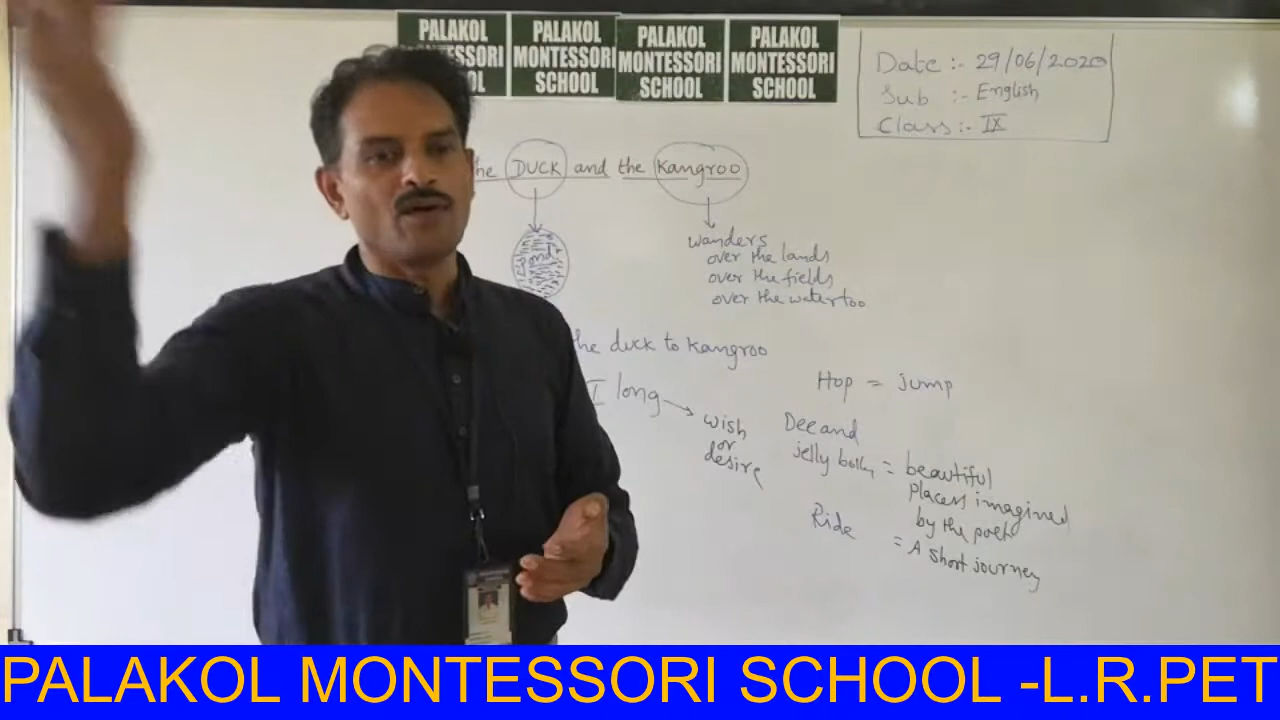 PALAKOL MONTESSORI SCHOOL
PALAKOL MONTESSORI SCHOOL
PALAKOL MONTESSORI SCHOOL
PALAKOL MONTESSORI SCHOOL
Date :- 29/06/2020
Sub :- English
Class :- IX
he DUCK and the Kangroo
wanders
over the lands
over the fields
over the water too
the duck to Kangroo
I long
wish
or
desire
Hop = jump
Dee and
jelly = beautiful
places imagined
by the poet
Ride
= A short journey
PALAKOL MONTESSORI SCHOOL -L.R.PET